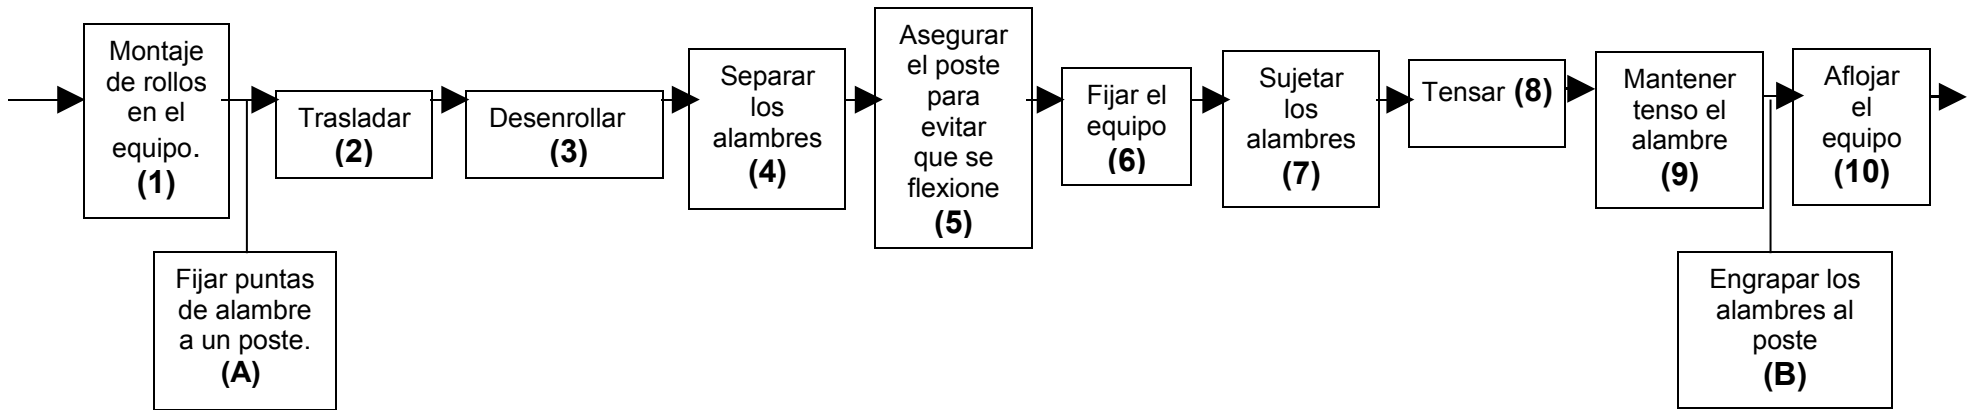 Montaje
de rollos
en el
equipo.
(1)
Trasladar
(2)
Desenrollar
(3)
Separar
los
alambres
(4)
Asegurar
el poste
para
evitar
que se
flexione
(5)
Fijar el
equipo
(6)
Sujetar
los
alambres
(7)
Tensar (8)
Mantener
tenso el
alambre
(9)
Aflojar
el
equipo
(10)
Fijar puntas
de alambre
a un poste.
(A)
Engrapar los
alambres al
poste
(B)